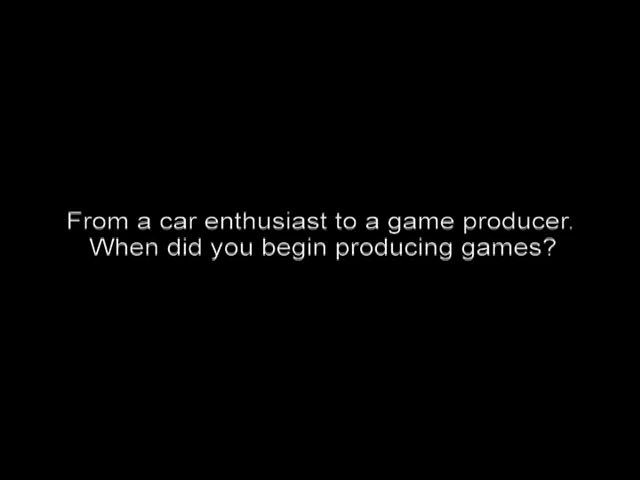 From a car enthusiast to a game producer.
When did you begin producing games?